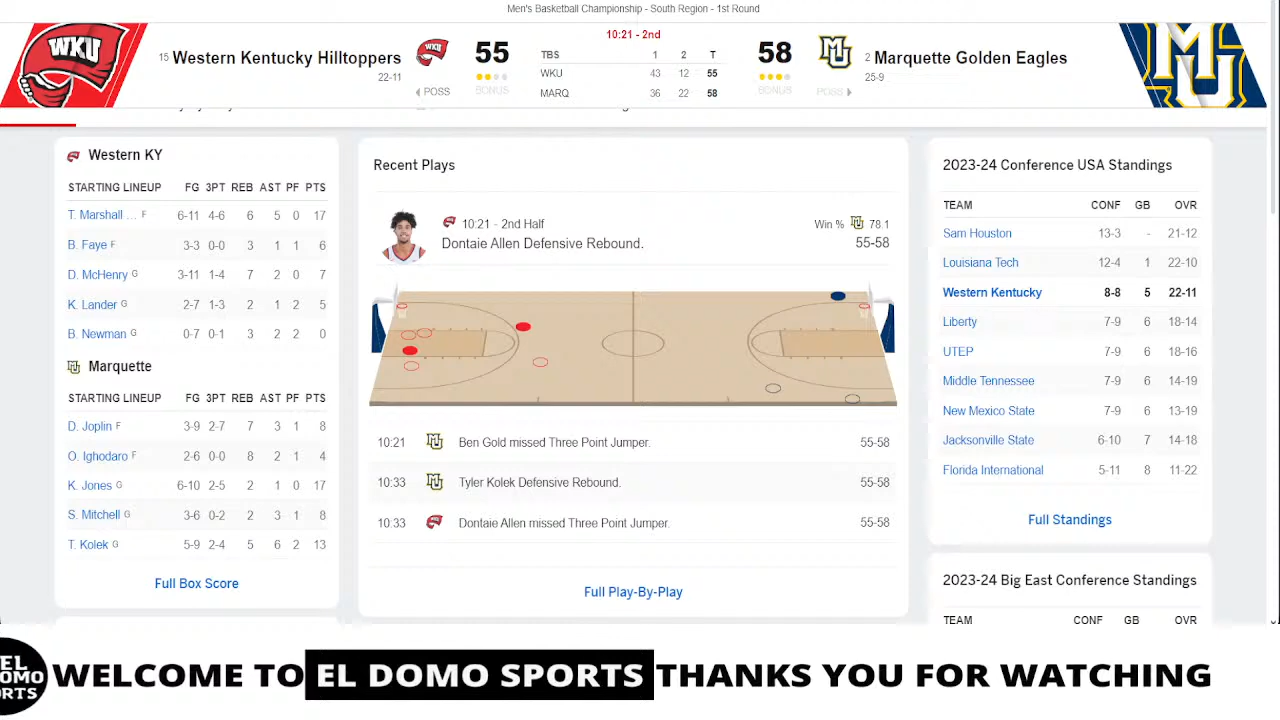 Men's Basketball Championship - South Region - 1st Round
WKU
15 Western Kentucky Hilltoppers
22-11
WKU
55
BONUS
POSS
10:21 - 2nd
TBS 1 2 T
WKU 43 12 55
MARQ 36 22 58
58
BONUS
MU
2 Marquette Golden Eagles
25-9
POSS
MU
Western KY
STARTING LINEUP FG 3PT REB AST PF PTS
T. Marshall ... F 6-11 4-6 6 5 0 17
B. Faye F 3-3 0-0 3 1 1 6
D. McHenry G 3-11 1-4 7 2 0 7
K. Lander G 2-7 1-3 2 1 2 5
B. Newman G 0-7 0-1 3 2 2 0
Marquette
STARTING LINEUP FG 3PT REB AST PF PTS
D. Joplin F 3-9 2-7 7 3 1 8
O. Ighodaro F 2-6 0-0 8 2 1 4
K. Jones G 6-10 2-5 2 1 0 17
S. Mitchell G 3-6 0-2 2 3 1 8
T. Kolek G 5-9 2-4 5 6 2 13
Full Box Score
Recent Plays
10:21 - 2nd Half
Dontaie Allen Defensive Rebound.
Win % MU 78.1
55-58
10:21 MU Ben Gold missed Three Point Jumper. 55-58
10:33 MU Tyler Kolek Defensive Rebound. 55-58
10:33 Dontaie Allen missed Three Point Jumper. 55-58
Full Play-By-Play
2023-24 Conference USA Standings
TEAM CONF GB OVR
Sam Houston 13-3 - 21-12
Louisiana Tech 12-4 1 22-10
Western Kentucky 8-8 5 22-11
Liberty 7-9 6 18-14
UTEP 7-9 6 18-16
Middle Tennessee 7-9 6 14-19
New Mexico State 7-9 6 13-19
Jacksonville State 6-10 7 14-18
Florida International 5-11 8 11-22
Full Standings
2023-24 Big East Conference Standings
TEAM CONF GB OVR
EL
DOMO
SPORTS
WELCOME TO EL DOMO SPORTS THANKS YOU FOR WATCHING